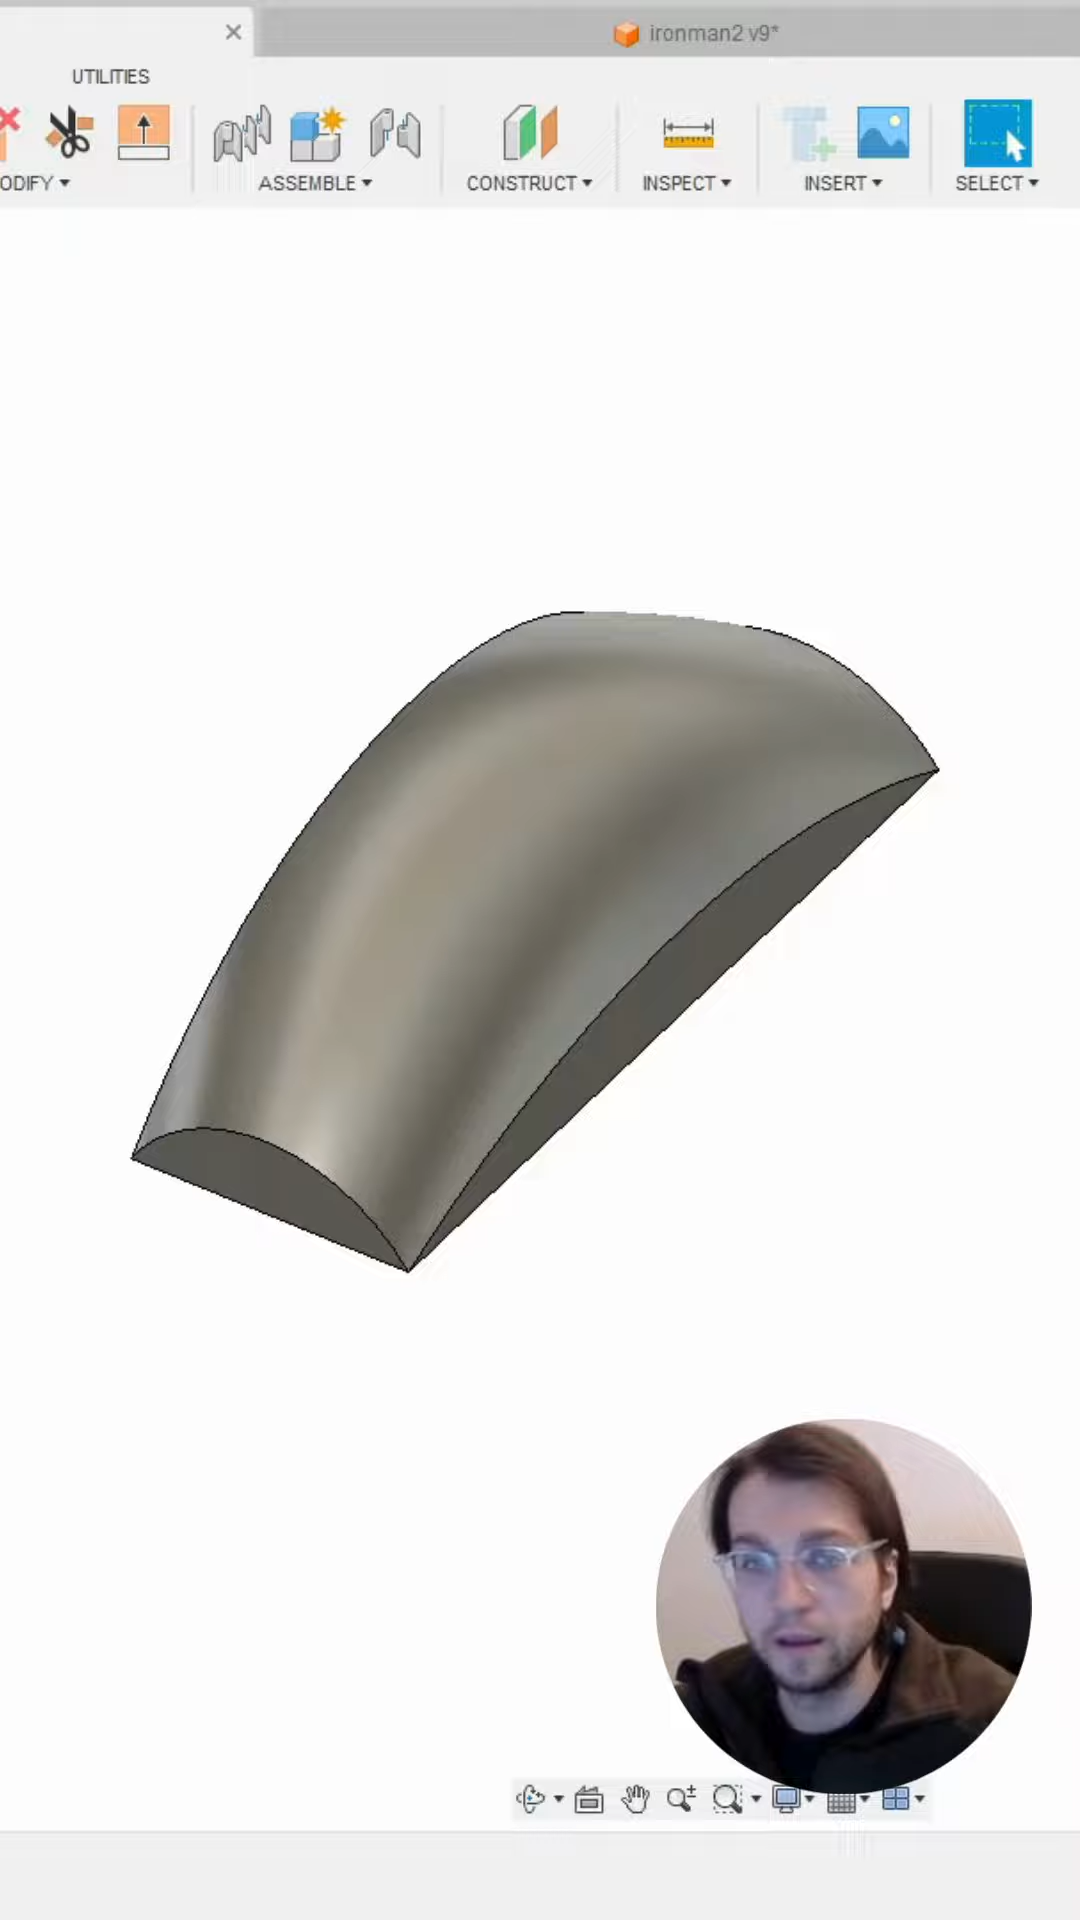 ironman2 v9*
UTILITIES
ODIFY ASSEMBLE CONSTRUCT INSPECT INSERT SELECT